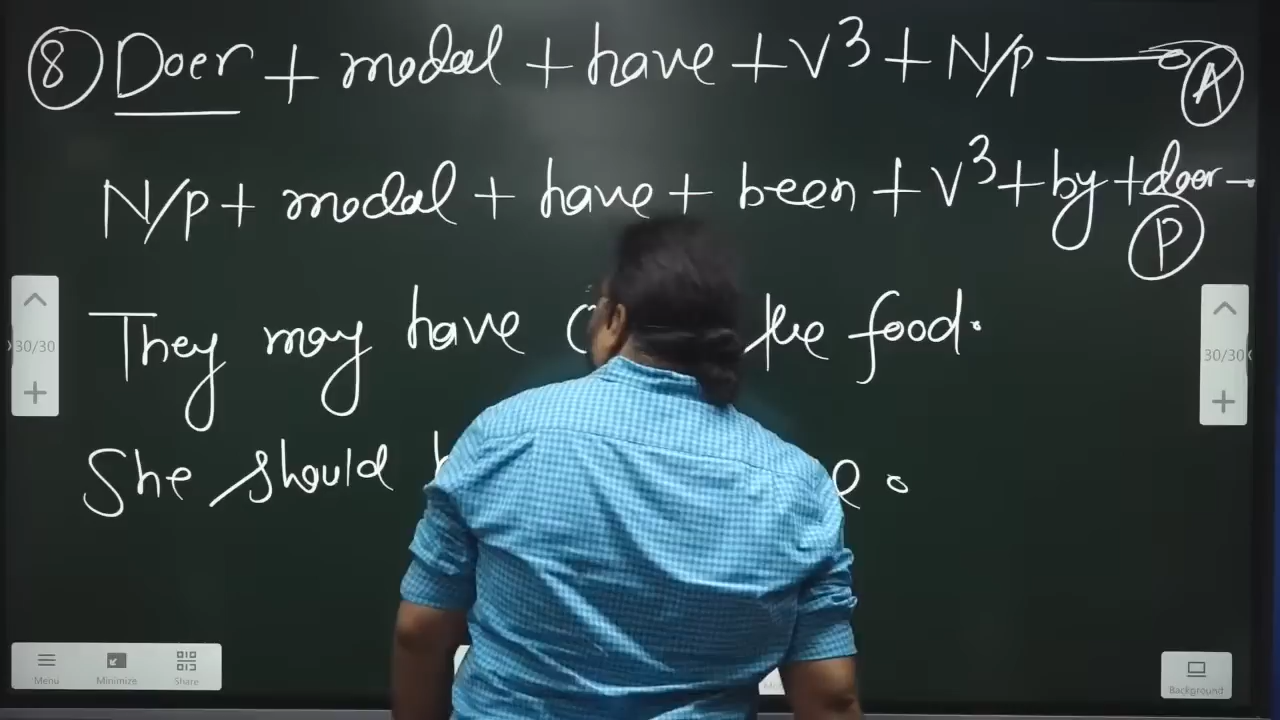 8 Doer + modal + have + V3 + N/p → A
N/p + modal + have + been + V3 + by + doer -
P
They may have the food.
She should
30/30
30/30
Menu
Minimize
Share
Background